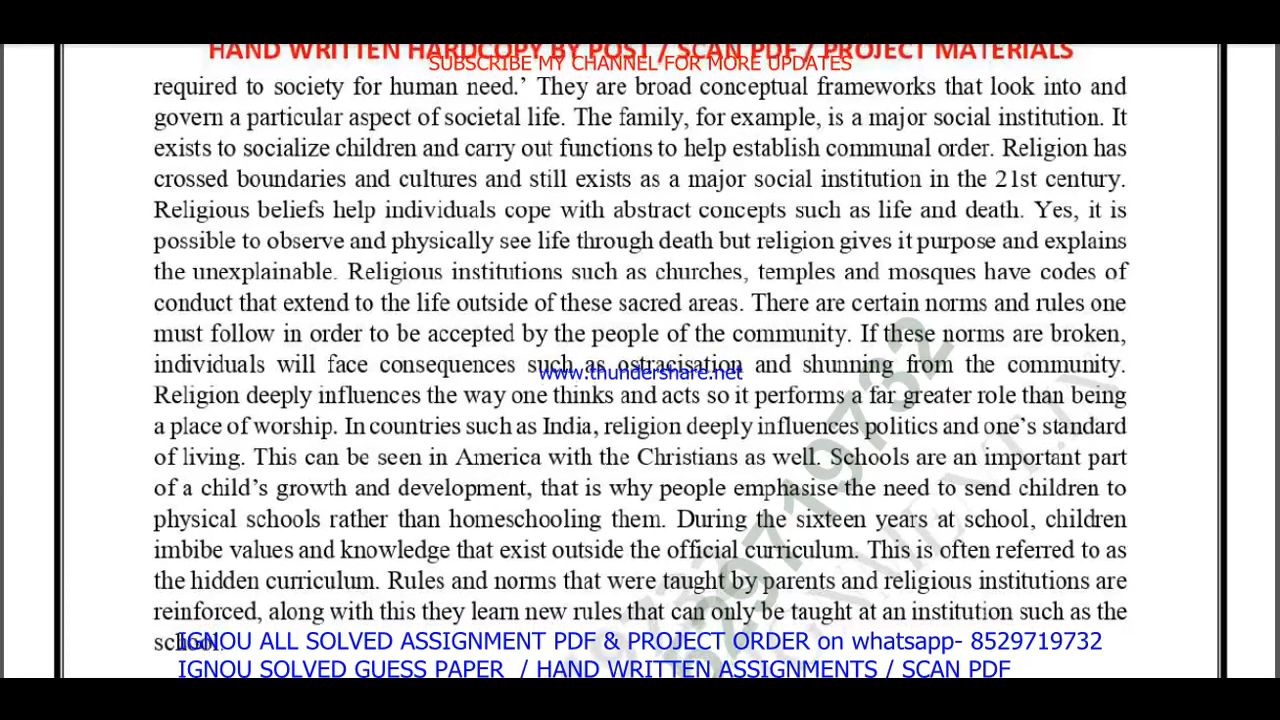 HAND WRITTEN HARDCOPY BY POST / SCAN PDF / PROJECT MATERIALS
SUBSCRIBE MY CHANNEL FOR MORE UPDATES
required to society for human need.’ They are broad conceptual frameworks that look into and
govern a particular aspect of societal life. The family, for example, is a major social institution. It
exists to socialize children and carry out functions to help establish communal order. Religion has
crossed boundaries and cultures and still exists as a major social institution in the 21st century.
Religious beliefs help individuals cope with abstract concepts such as life and death. Yes, it is
possible to observe and physically see life through death but religion gives it purpose and explains
the unexplainable. Religious institutions such as churches, temples and mosques have codes of
conduct that extend to the life outside of these sacred areas. There are certain norms and rules one
must follow in order to be accepted by the people of the community. If these norms are broken,
individuals will face consequences such as ostracisation and shunning from the community.
www.thundershare.net
Religion deeply influences the way one thinks and acts so it performs a far greater role than being
a place of worship. In countries such as India, religion deeply influences politics and one’s standard
of living. This can be seen in America with the Christians as well. Schools are an important part
of a child’s growth and development, that is why people emphasise the need to send children to
physical schools rather than homeschooling them. During the sixteen years at school, children
imbibe values and knowledge that exist outside the official curriculum. This is often referred to as
the hidden curriculum. Rules and norms that were taught by parents and religious institutions are
reinforced, along with this they learn new rules that can only be taught at an institution such as the
school.
IGNOU ALL SOLVED ASSIGNMENT PDF & PROJECT ORDER on whatsapp- 8529719732
IGNOU SOLVED GUESS PAPER / HAND WRITTEN ASSIGNMENTS / SCAN PDF